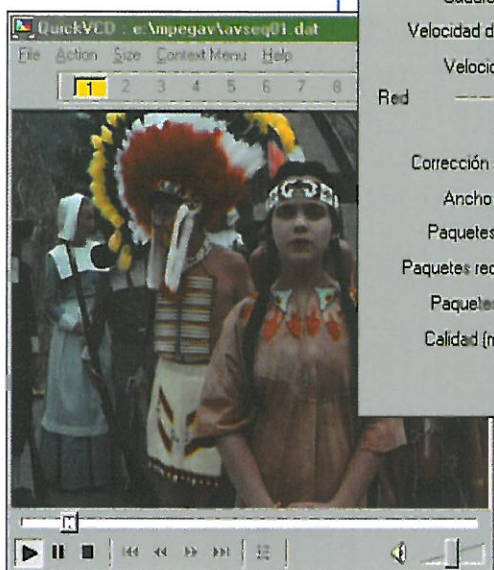 QuickVCD : e:\mpegav\avseq01.dat
File Action Size Context Menu Help
1 2 3 4 5 6 7 8
Velocidad d
Red
Corrección
Ancho
Paquetes
Paquetes rec
Paquete
Calidad (m